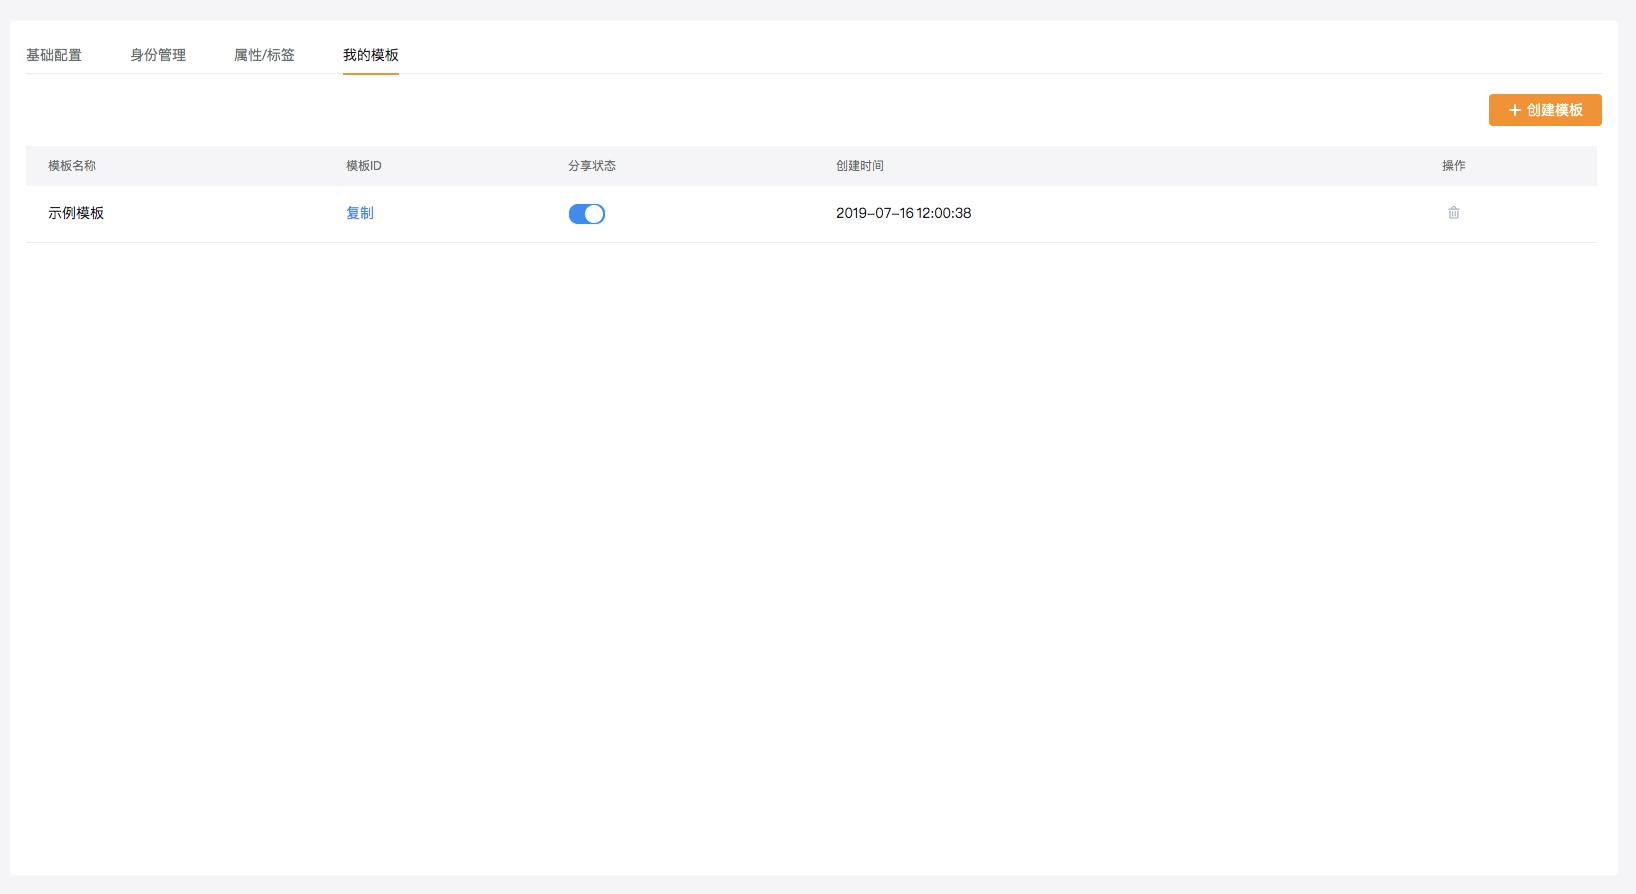 基础配置 身份管理 属性/标签 我的模板
+ 创建模板
模板名称 模板ID 分享状态 创建时间 操作
示例模板 复制 2019-07-16 12:00:38